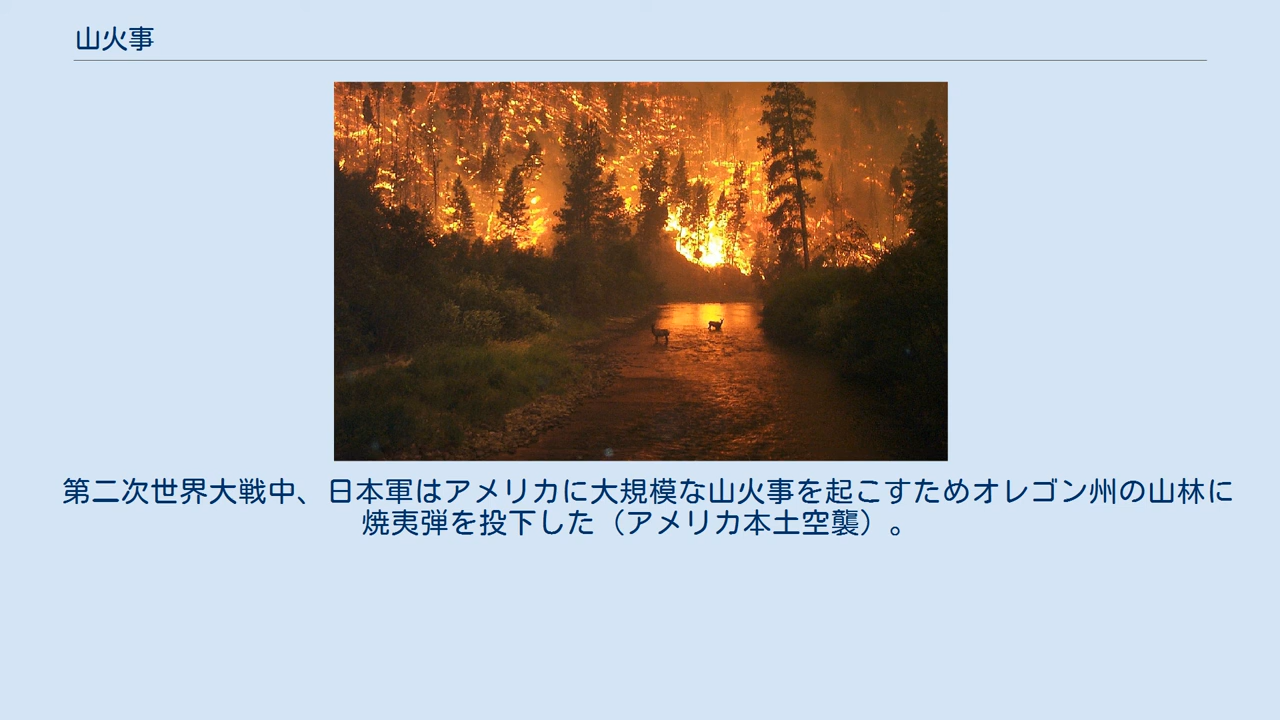 山火事
第二次世界大戦中、日本軍はアメリカに大規模な山火事を起こすためオレゴン州の山林に
焼夷弾を投下した（アメリカ本土空襲）。